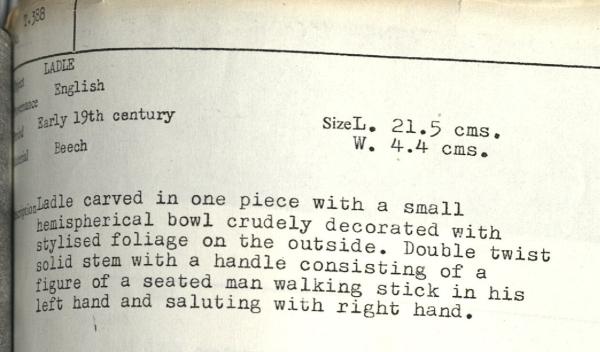 T.388
LADLE
English
Early 19th century
Beech
Size L. 21.5 cms.
W. 4.4 cms.
Ladle carved in one piece with a small
hemispherical bowl crudely decorated with
stylised foliage on the outside. Double twist
solid stem with a handle consisting of a
figure of a seated man walking stick in his
left hand and saluting with right hand.